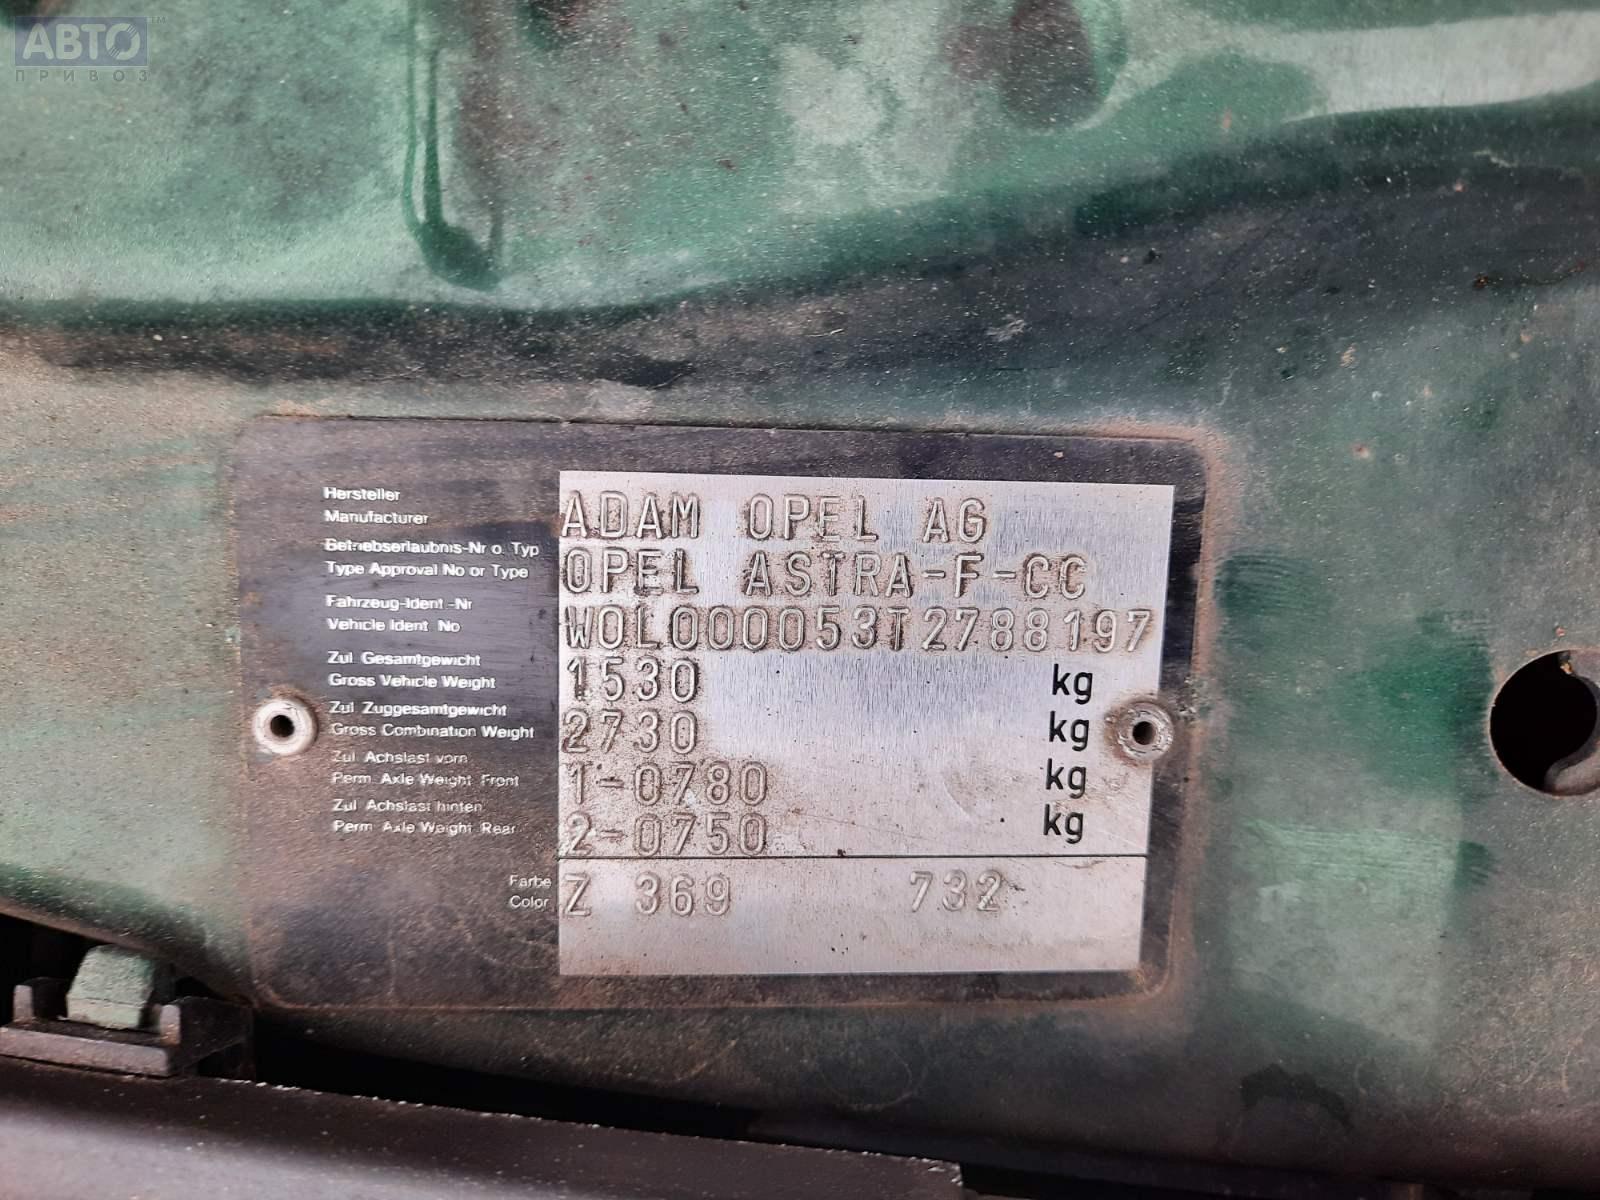 АВТО™
ПРИВОЗ
Hersteller
Manufacturer
ADAM OPEL AG
Betriebserlaubnis-Nr o. Typ
Type Approval No or Type
OPEL ASTRA-F-CC
Fahrzeug-Ident.-Nr
Vehicle Ident. No
W0L000053T2788197
Zul Gesamtgewicht
Gross Vehicle Weight
1530 kg
Zul Zuggesamtgewicht
Gross Combination Weight
2730 kg
Zul Achslast vorn
Perm. Axle Weight Front
1-0780 kg
Zul Achslast hinten
Perm. Axle Weight Rear
2-0750 kg
Farbe
Color
Z 369 732